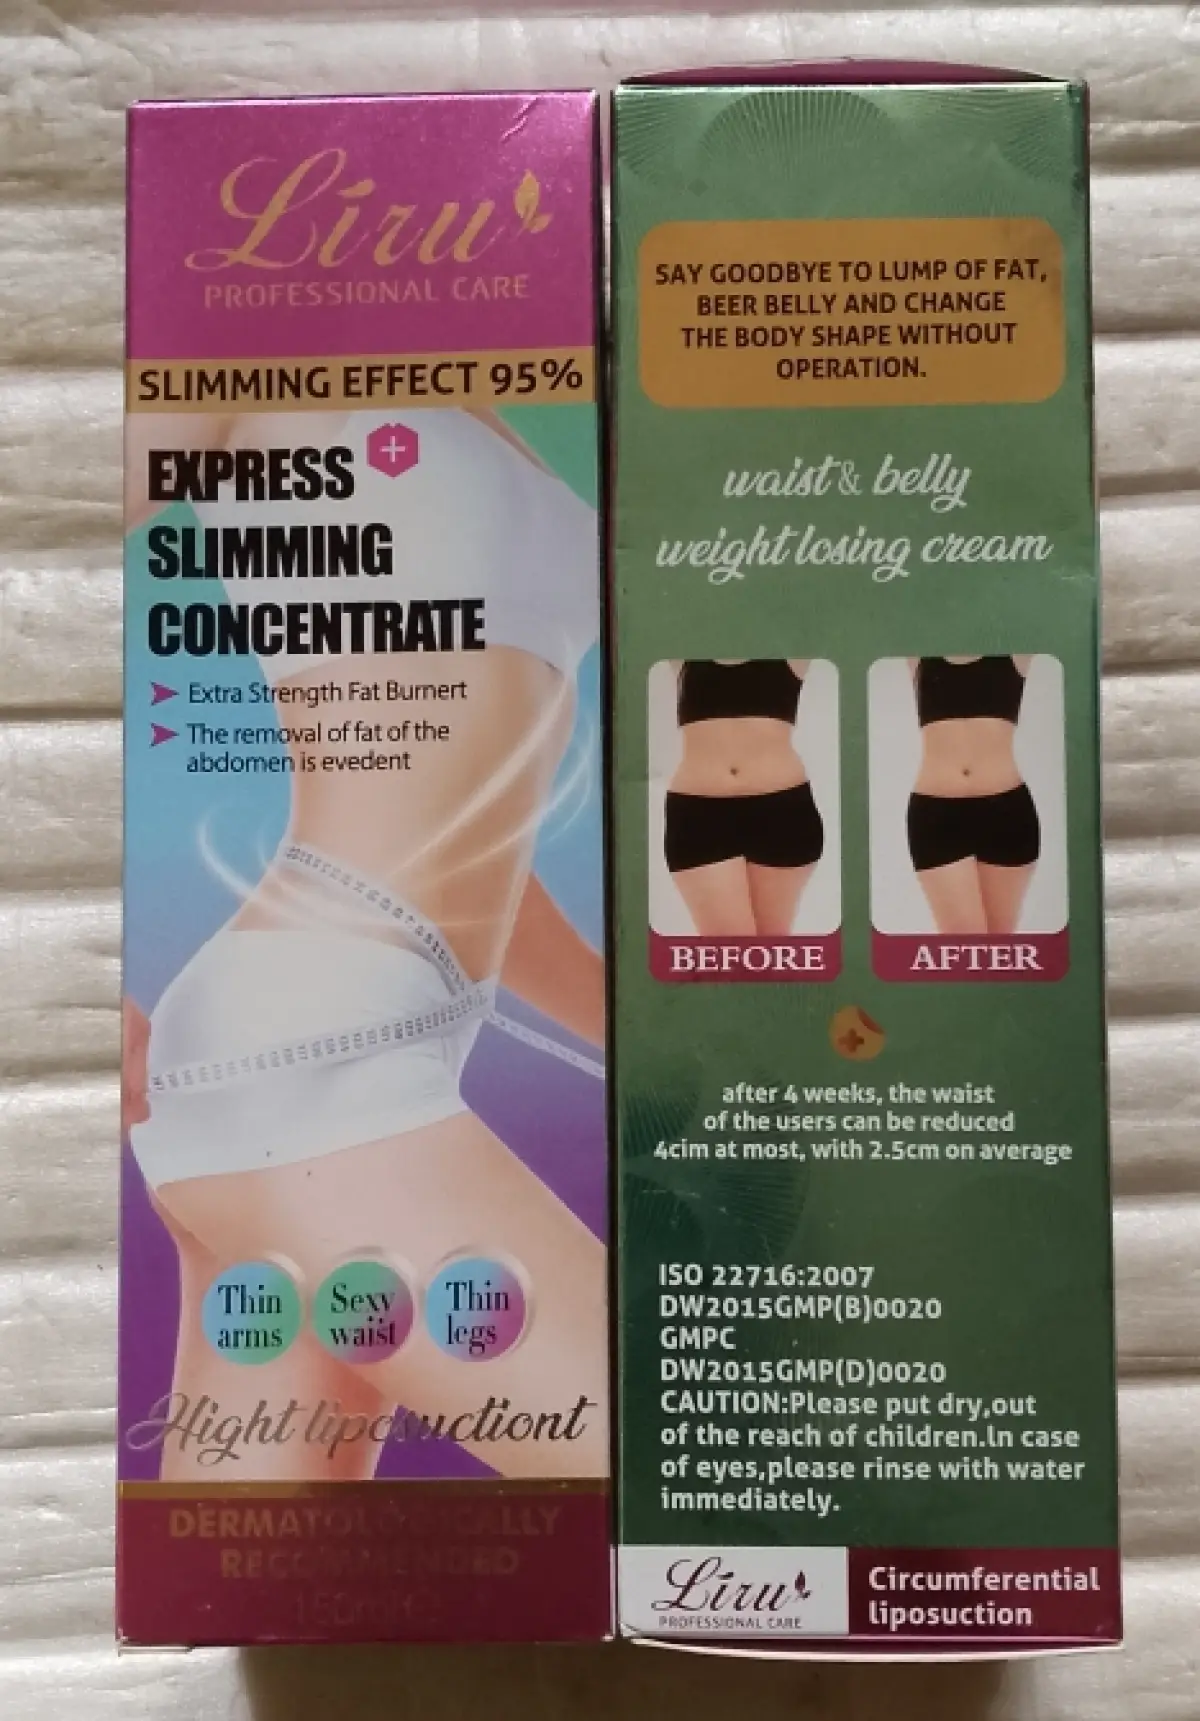 Liru
PROFESSIONAL CARE
SLIMMING EFFECT 95%
EXPRESS +
SLIMMING
CONCENTRATE
Extra Strength Fat Burnert
The removal of fat of the
abdomen is evedent
Thin
arms
Sexy
waist
Thin
legs
Hight liposuctiont
DERMATOLOGICALLY
RECOMMENDED
SAY GOODBYE TO LUMP OF FAT,
BEER BELLY AND CHANGE
THE BODY SHAPE WITHOUT
OPERATION.
waist & belly
weight losing cream
BEFORE
AFTER
after 4 weeks, the waist
of the users can be reduced
4cim at most, with 2.5cm on average
ISO 22716:2007
DW2015GMP(B)0020
GMPC
DW2015GMP(D)0020
CAUTION:Please put dry,out
of the reach of children.ln case
of eyes,please rinse with water
immediately.
Liru
PROFESSIONAL CARE
Circumferential
liposuction